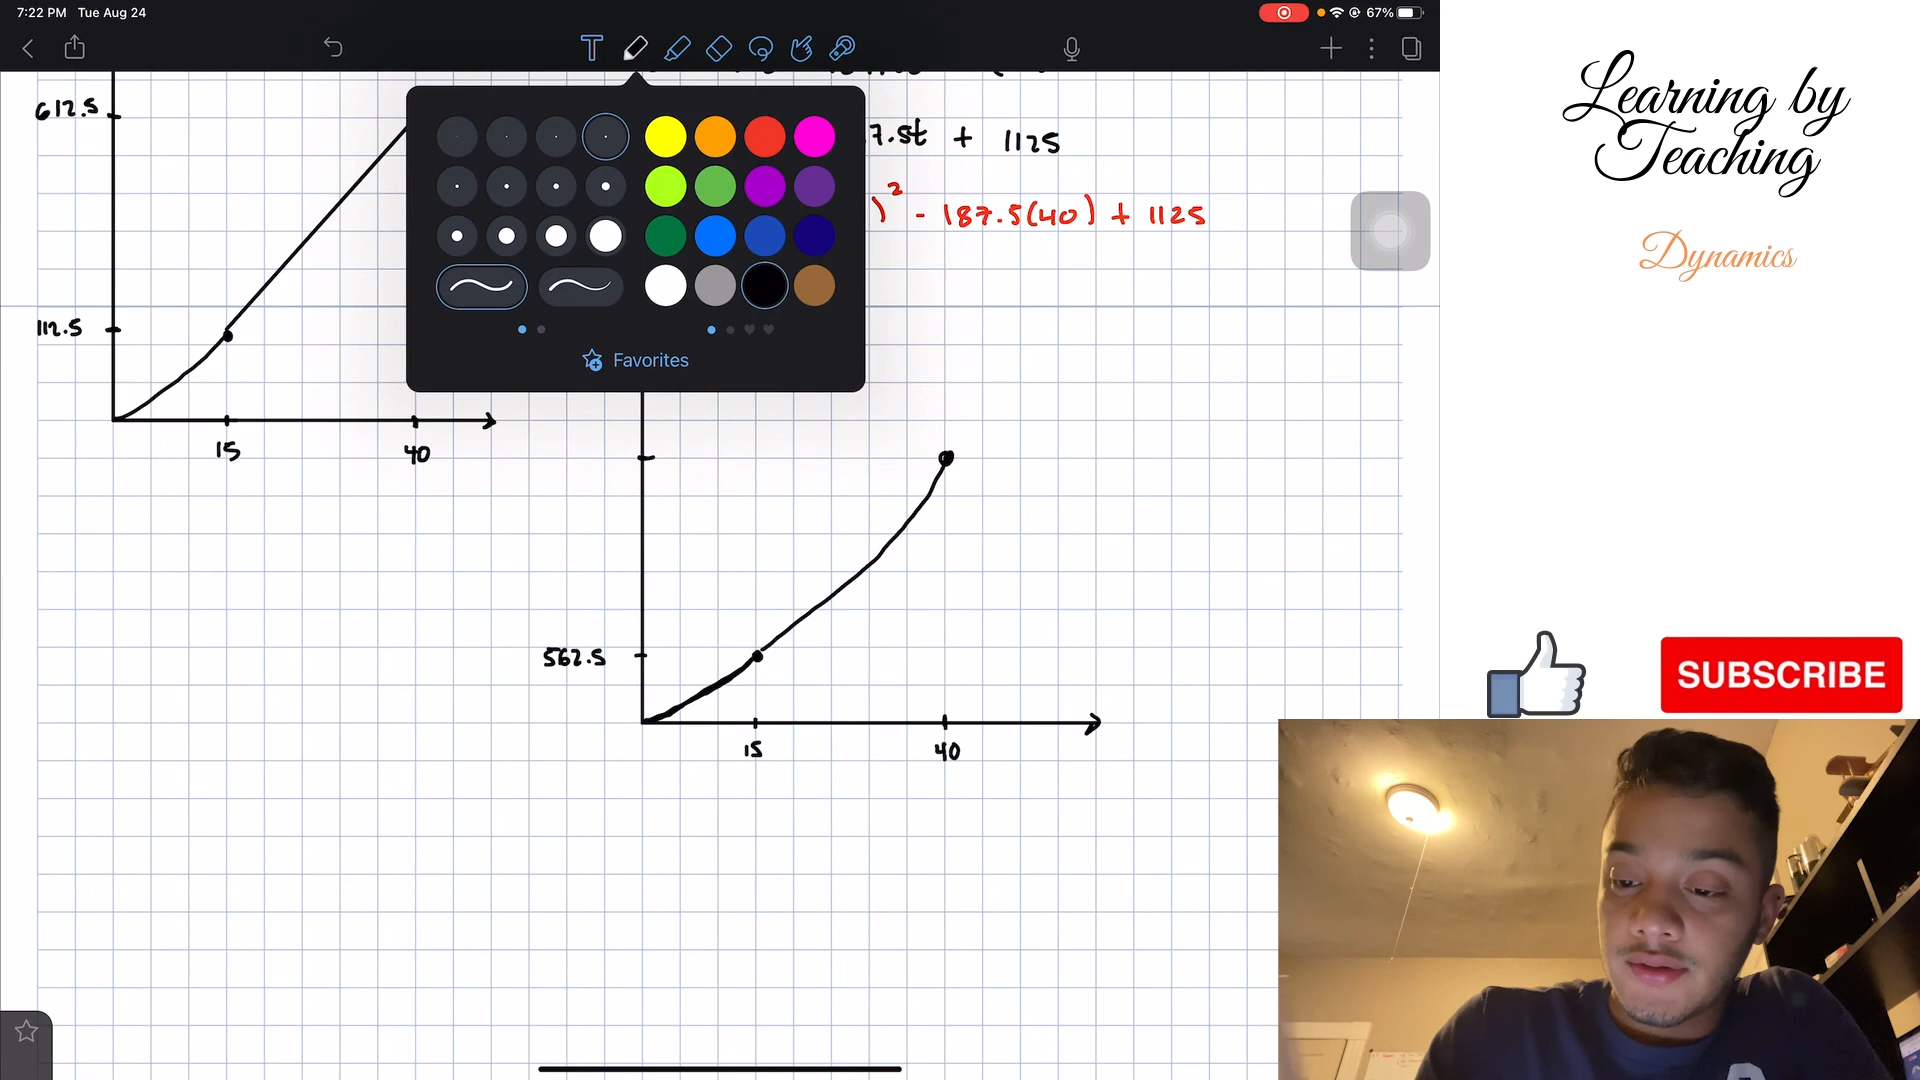 7:22 PM Tue Aug 24
67%
612.5
7.5t + 1125
)² - 187.5(40) + 1125
112.5
Favorites
15
40
562.5
15
40
Learning by
Teaching
Dynamics
SUBSCRIBE